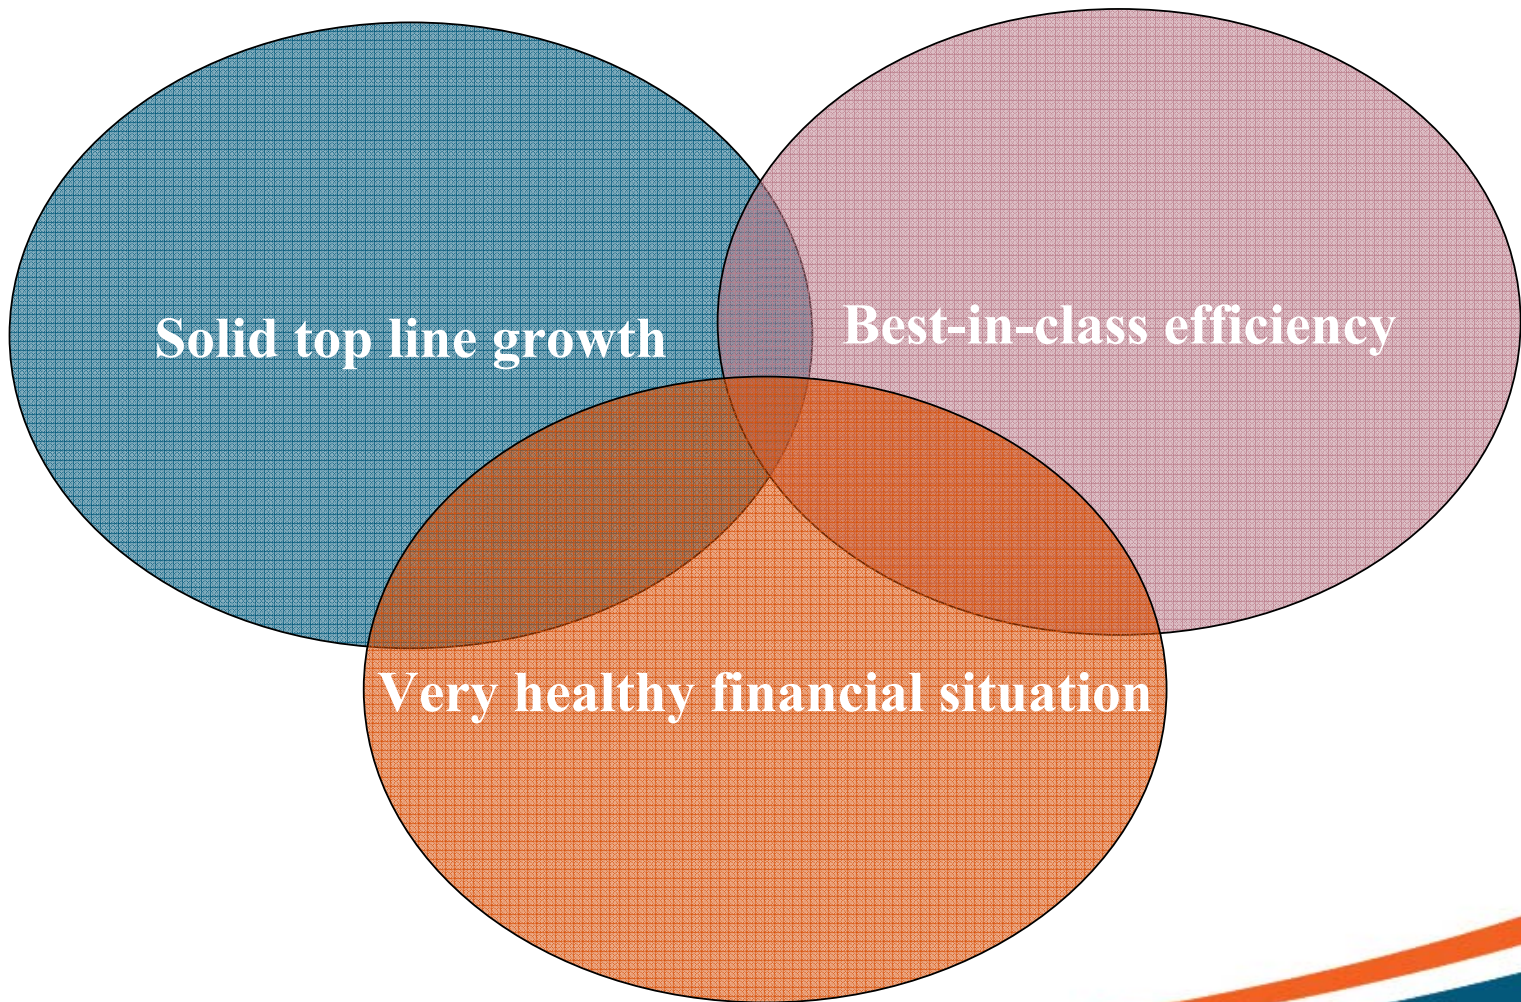 Solid top line growth
Best-in-class efficiency
Very healthy financial situation